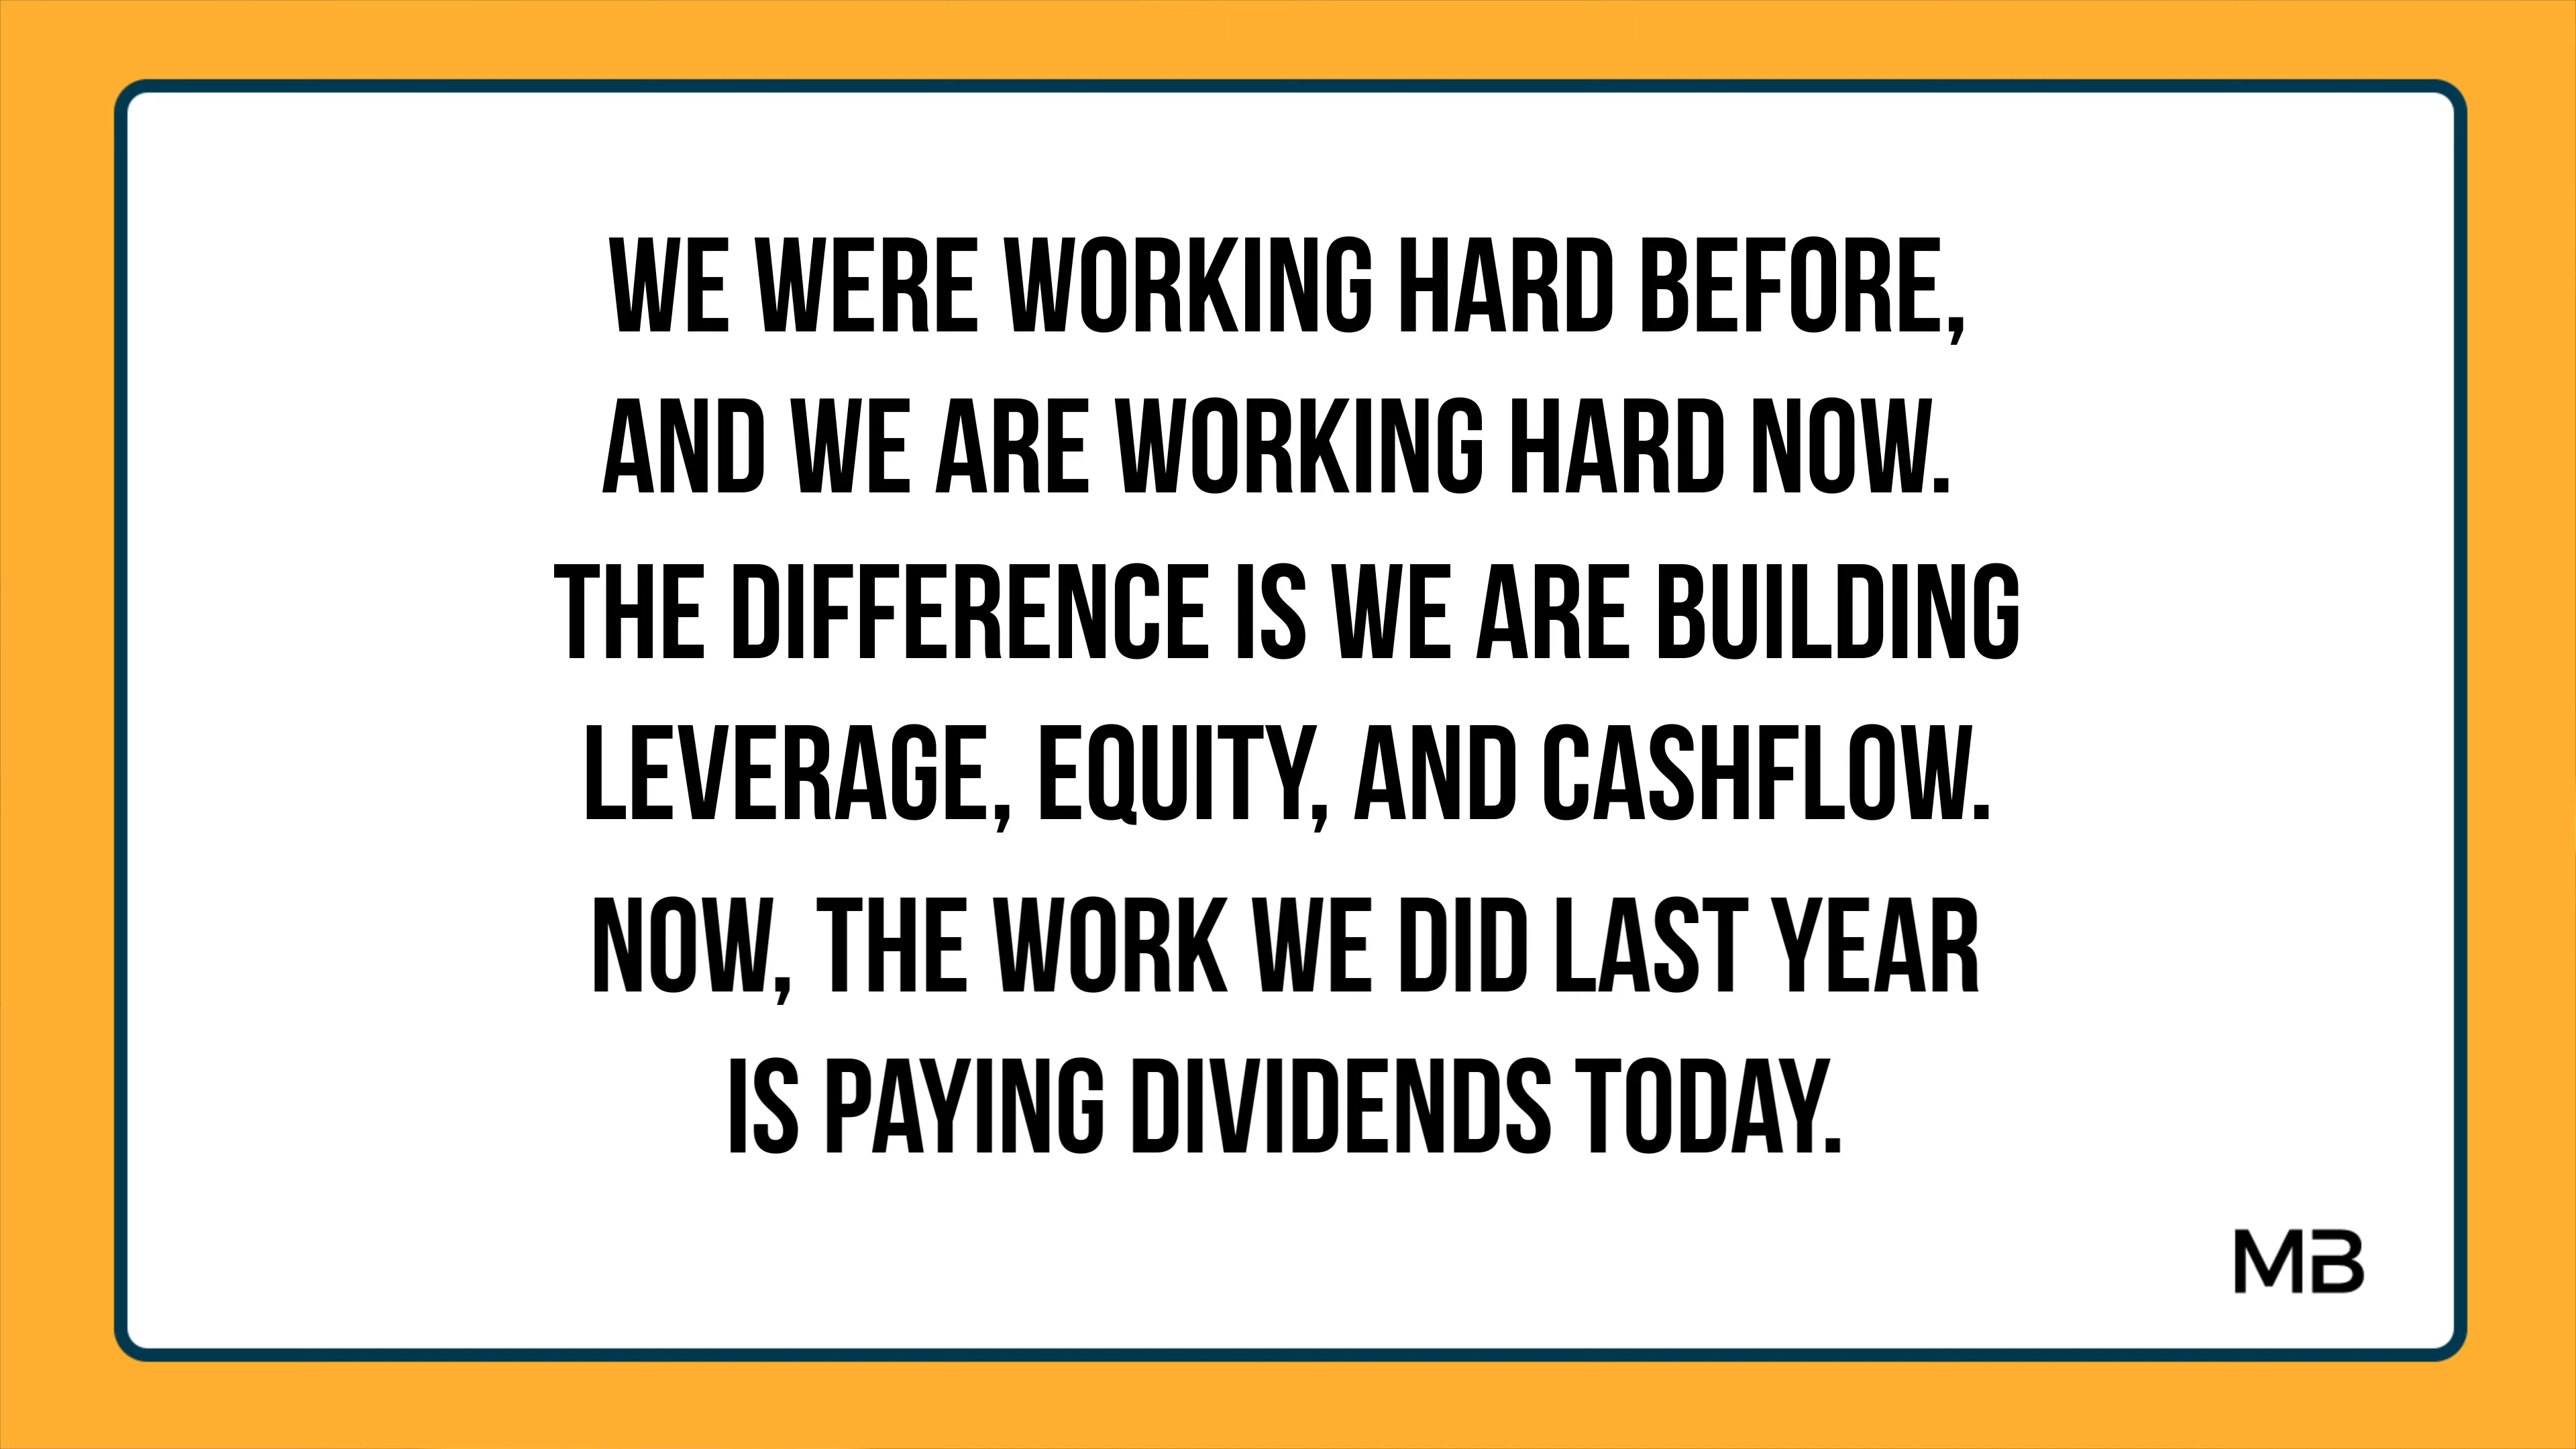 WE WERE WORKING HARD BEFORE,
AND WE ARE WORKING HARD NOW.
THE DIFFERENCE IS WE ARE BUILDING
LEVERAGE, EQUITY, AND CASHFLOW.
NOW, THE WORK WE DID LAST YEAR
IS PAYING DIVIDENDS TODAY.
MB